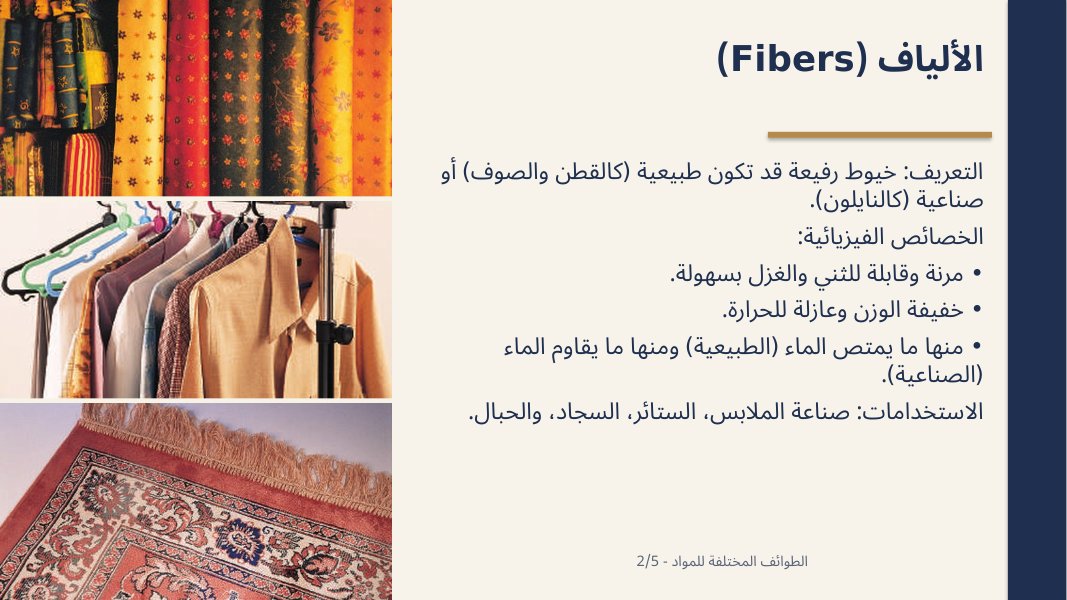 الألياف (Fibers)
التعريف: خيوط رفيعة قد تكون طبيعية (كالقطن والصوف) أو
صناعية (كالنايلون).
الخصائص الفيزيائية:
• مرنة وقابلة للثني والغزل بسهولة.
• خفيفة الوزن وعازلة للحرارة.
• منها ما يمتص الماء (الطبيعية) ومنها ما يقاوم الماء
(الصناعية).
الاستخدامات: صناعة الملابس، الستائر، السجاد، والحبال.
الطوائف المختلفة للمواد - 2/5